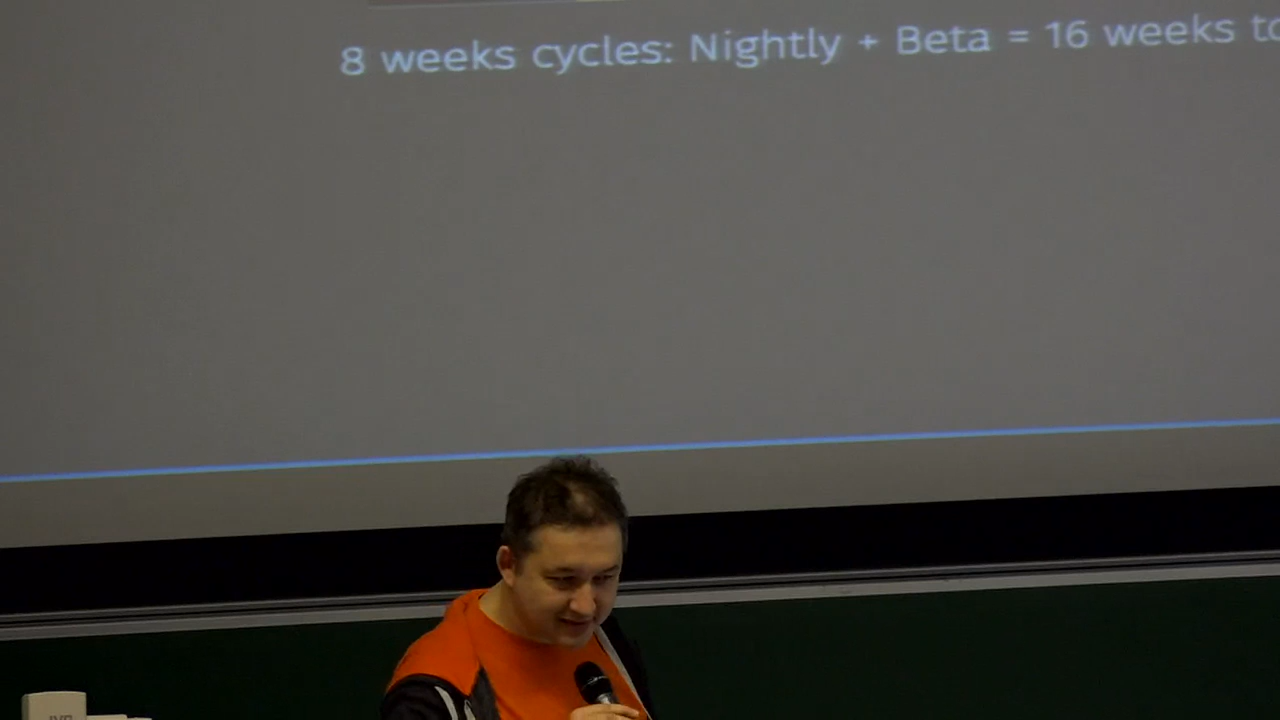 8 weeks cycles: Nightly + Beta = 16 weeks to